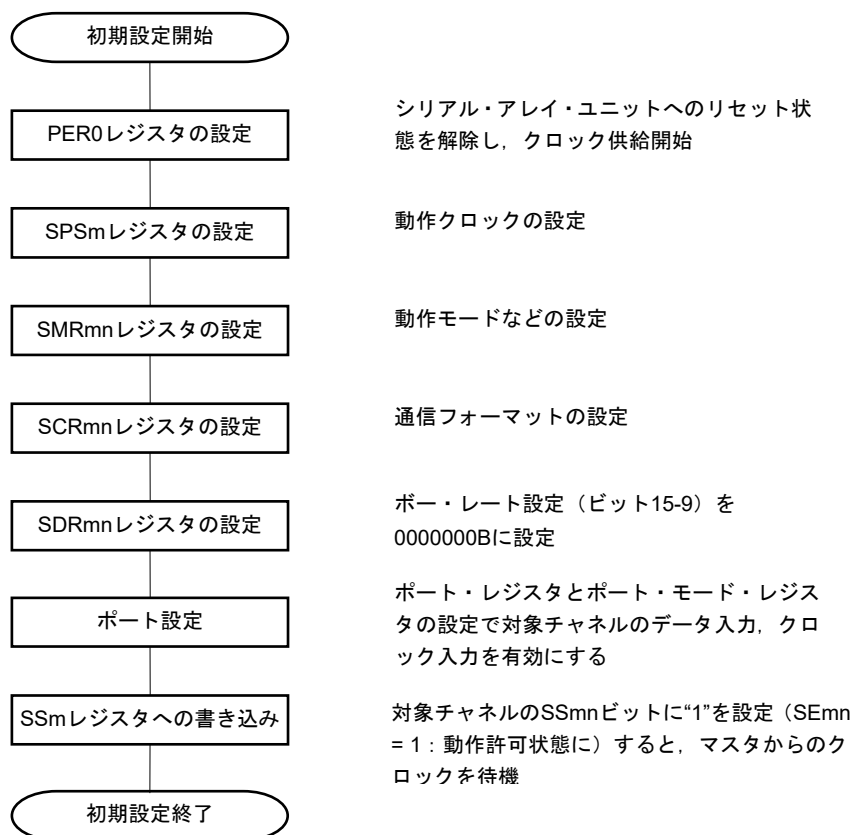 初期設定開始
PER0レジスタの設定
シリアル・アレイ・ユニットへのリセット状
態を解除し，クロック供給開始
SPSmレジスタの設定
動作クロックの設定
SMRmnレジスタの設定
動作モードなどの設定
SCRmnレジスタの設定
通信フォーマットの設定
SDRmnレジスタの設定
ボー・レート設定（ビット15-9）を
0000000Bに設定
ポート設定
ポート・レジスタとポート・モード・レジス
タの設定で対象チャネルのデータ入力，クロ
ック入力を有効にする
SSmレジスタへの書き込み
対象チャネルのSSmnビットに“1”を設定（SEmn
= 1：動作許可状態に）すると，マスタからのク
ロックを待機
初期設定終了